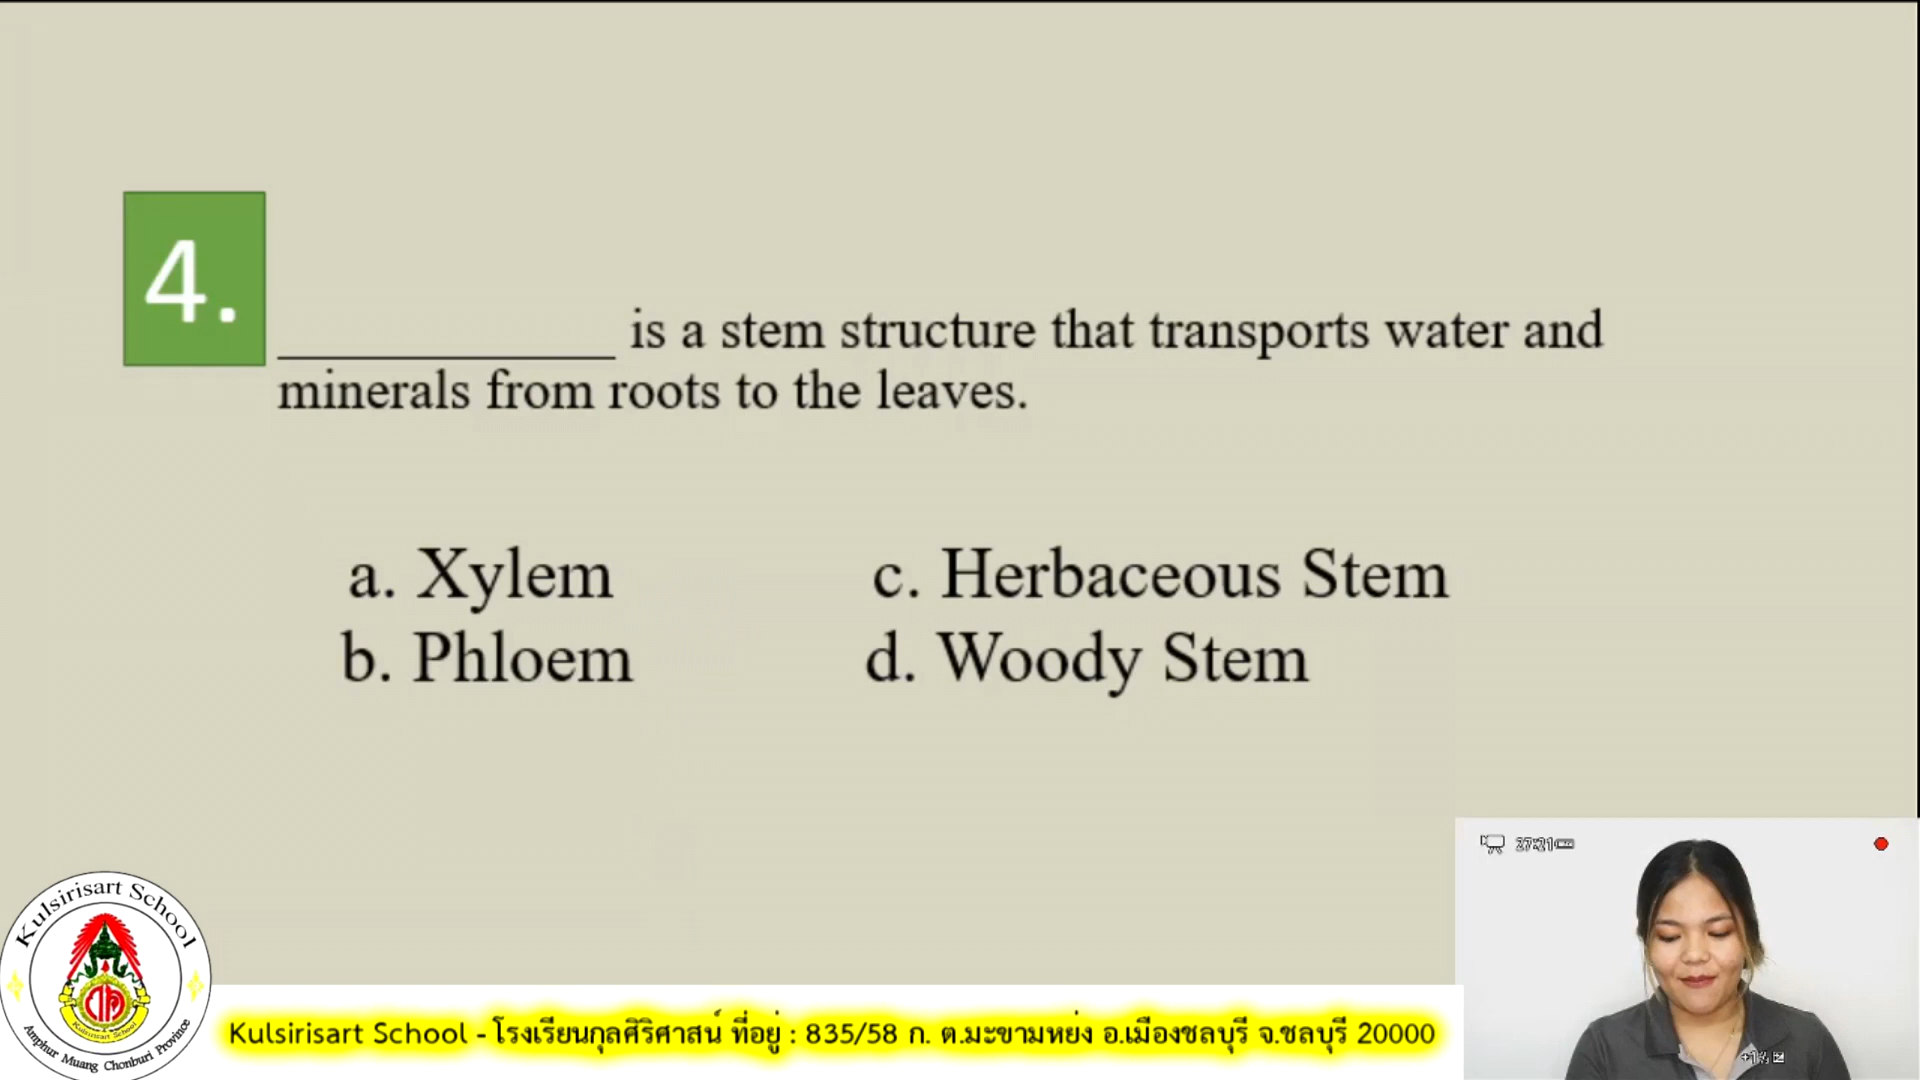 4.
____________ is a stem structure that transports water and
minerals from roots to the leaves.
a. Xylem
b. Phloem
c. Herbaceous Stem
d. Woody Stem
27:21
Kulsirisart School
Amphur Muang Chonburi Province
Kulsirisart School - โรงเรียนกุลศิริศาสน์ ที่อยู่ : 835/58 ก. ต.มะขามหย่ง อ.เมืองชลบุรี จ.ชลบุรี 20000